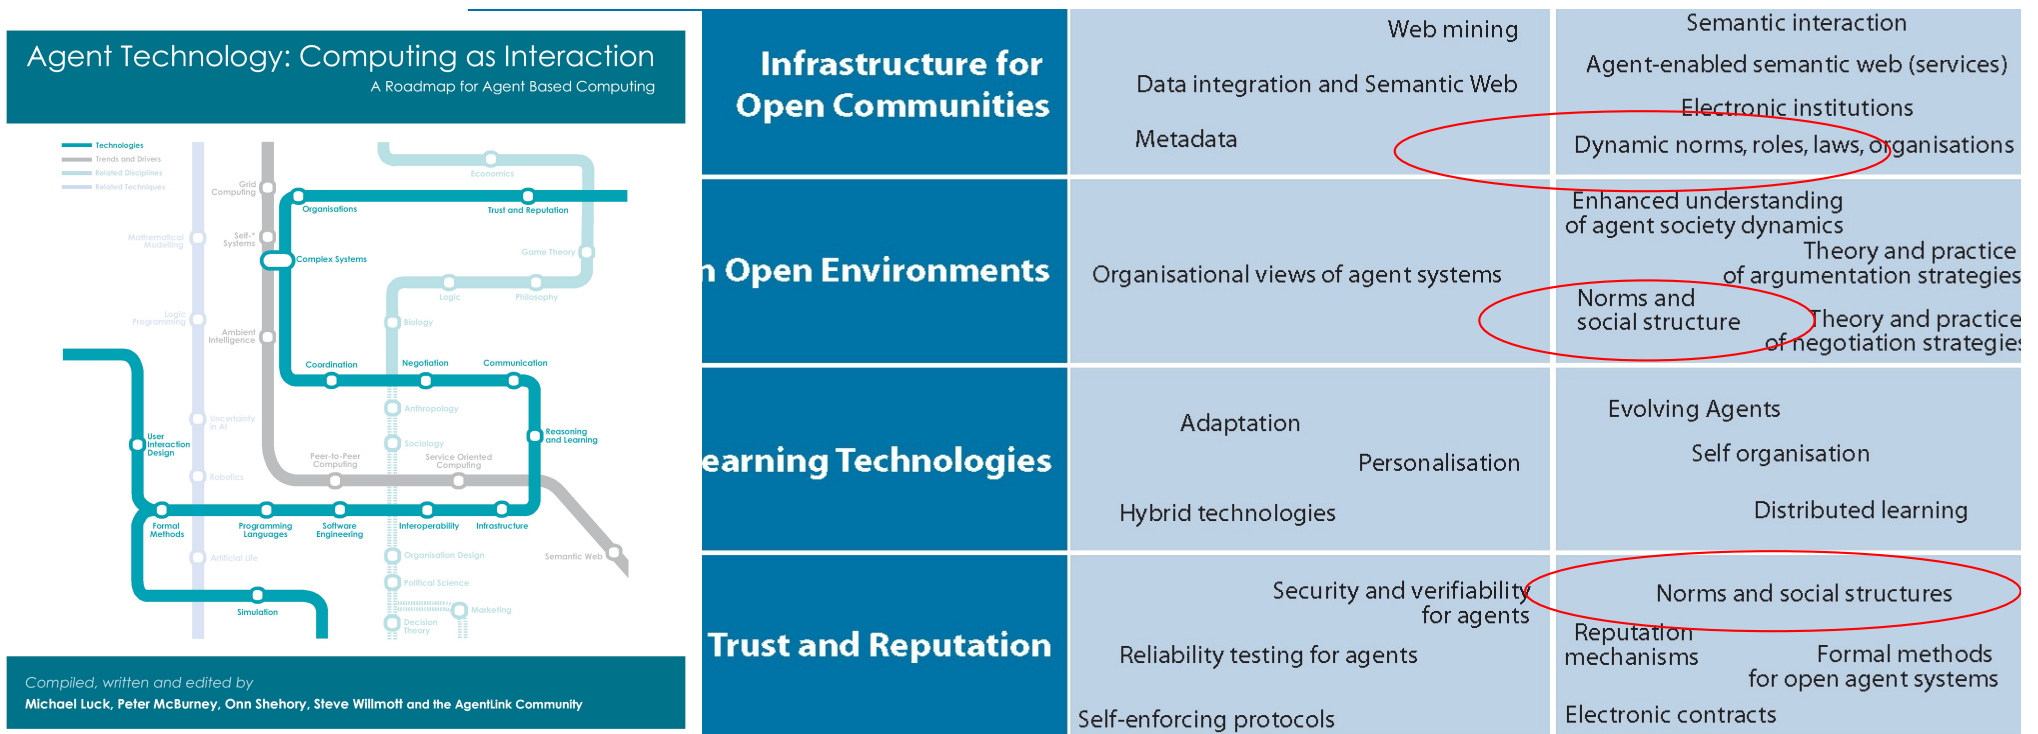 Agent Technology: Computing as Interaction
A Roadmap for Agent Based Computing
Technologies
Trends and Drivers
Related Disciplines
Related Techniques
Economics
Grid
Computing
Organisations
Trust and Reputation
Mathematical
Modelling
Self-*
Systems
Complex Systems
Game Theory
Logic
Philosophy
Logic
Programming
Biology
Ambient
Intelligence
Coordination
Negotiation
Communication
Anthropology
Uncertainty
in AI
User
Interaction
Design
Sociology
Reasoning
and Learning
Peer-to-Peer
Computing
Service Oriented
Computing
Robotics
Formal
Methods
Programming
Languages
Software
Engineering
Interoperability
Infrastructure
Artificial Life
Organisation Design
Semantic Web
Political Science
Simulation
Marketing
Decision
Theory
Compiled, written and edited by
Michael Luck, Peter McBurney, Onn Shehory, Steve Willmott and the AgentLink Community
Infrastructure for
Open Communities
Web mining
Data integration and Semantic Web
Metadata
Semantic interaction
Agent-enabled semantic web (services)
Electronic institutions
Dynamic norms, roles, laws, organisations
n Open Environments
Organisational views of agent systems
Enhanced understanding
of agent society dynamics
Theory and practice
of argumentation strategies
Norms and
social structure
Theory and practice
of negotiation strategies
earning Technologies
Adaptation
Personalisation
Hybrid technologies
Evolving Agents
Self organisation
Distributed learning
Trust and Reputation
Security and verifiability
for agents
Reliability testing for agents
Self-enforcing protocols
Norms and social structures
Reputation
mechanisms
Formal methods
for open agent systems
Electronic contracts